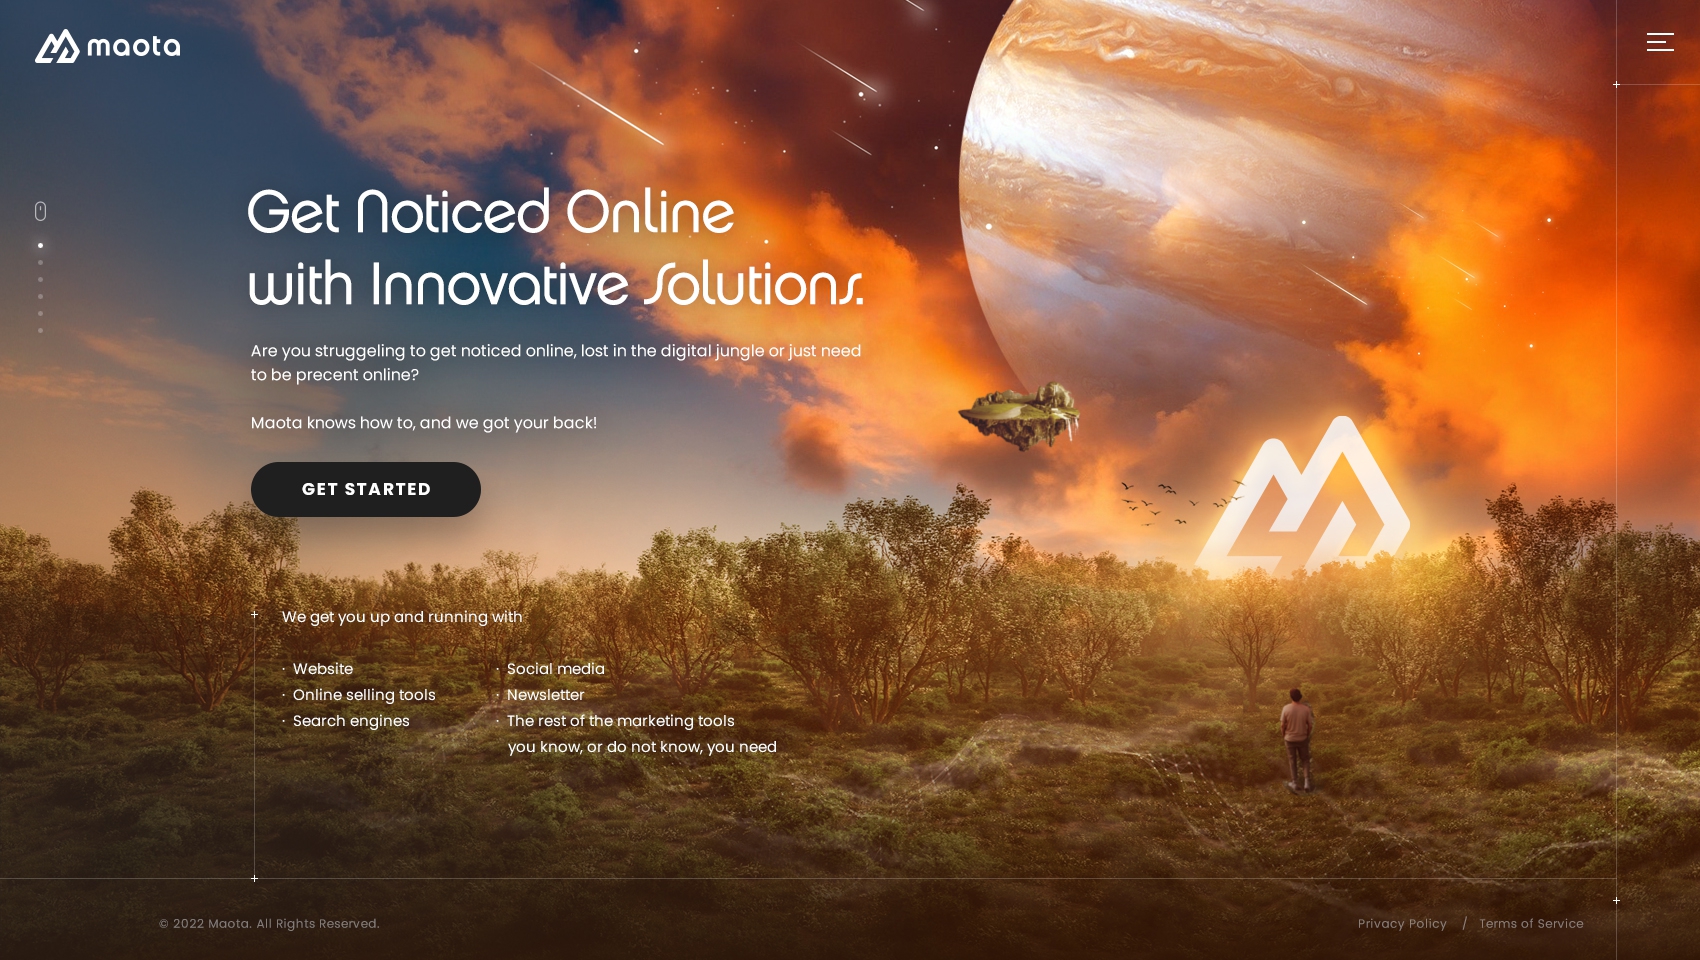 maota
Get Noticed Online
with Innovative Solutions.
Are you struggeling to get noticed online, lost in the digital jungle or just need
to be precent online?
Maota knows how to, and we got your back!
GET STARTED
We get you up and running with
· Website
· Online selling tools
· Search engines
· Social media
· Newsletter
· The rest of the marketing tools
you know, or do not know, you need
© 2022 Maota. All Rights Reserved.
Privacy Policy / Terms of Service